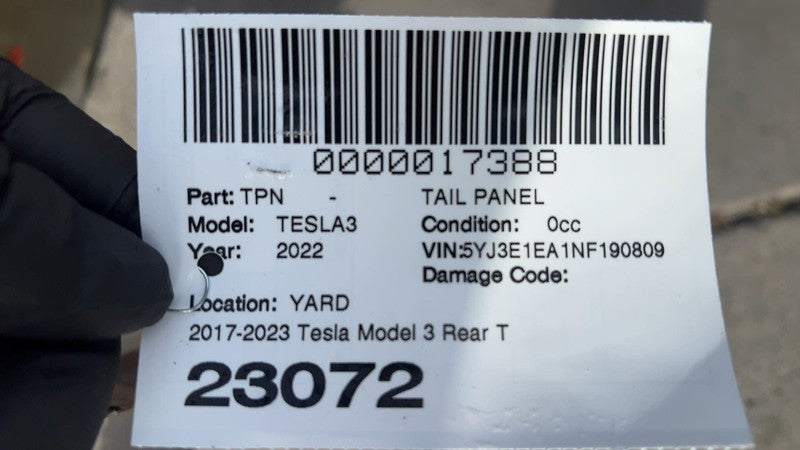 0000017388
Part: TPN - TAIL PANEL
Model: TESLA3 Condition: 0cc
Year: 2022 VIN:5YJ3E1EA1NF190809
Damage Code:
Location: YARD
2017-2023 Tesla Model 3 Rear T
23072